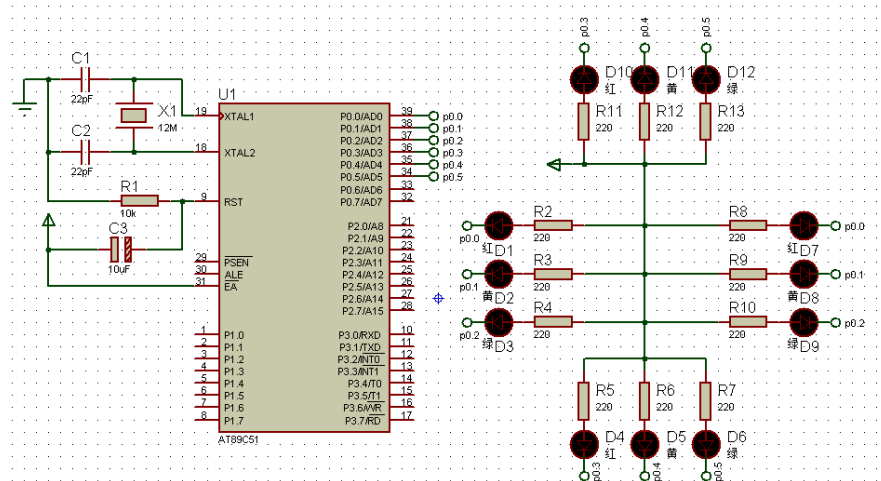 C1
22pF
X1
12M
C2
22pF
R1
10k
C3
10uF
U1
19 XTAL1
18 XTAL2
9 RST
29 PSEN
30 ALE
31 EA
1 P1.0
2 P1.1
3 P1.2
4 P1.3
5 P1.4
6 P1.5
7 P1.6
8 P1.7
AT89C51
P0.0/AD0 39 p0.0
P0.1/AD1 38 p0.1
P0.2/AD2 37 p0.2
P0.3/AD3 36 p0.3
P0.4/AD4 35 p0.4
P0.5/AD5 34 p0.5
P0.6/AD6 33
P0.7/AD7 32
P2.0/A8 21
P2.1/A9 22
P2.2/A10 23
P2.3/A11 24
P2.4/A12 25
P2.5/A13 26
P2.6/A14 27
P2.7/A15 28
P3.0/RXD 10
P3.1/TXD 11
P3.2/INT0 12
P3.3/INT1 13
P3.4/T0 14
P3.5/T1 15
P3.6/WR 16
P3.7/RD 17
p0.3 p0.4 p0.5
D10 D11 D12
红 黄 绿
R11 R12 R13
220 220 220
R2 R8
p0.0 220 220 p0.0
红 D1 红 D7
R3 R9
p0.1 220 220 p0.1
黄 D2 黄 D8
R4 R10
p0.2 220 220 p0.2
绿 D3 绿 D9
R5 R6 R7
220 220 220
D4 D5 D6
红 黄 绿
p0.3 p0.4 p0.5